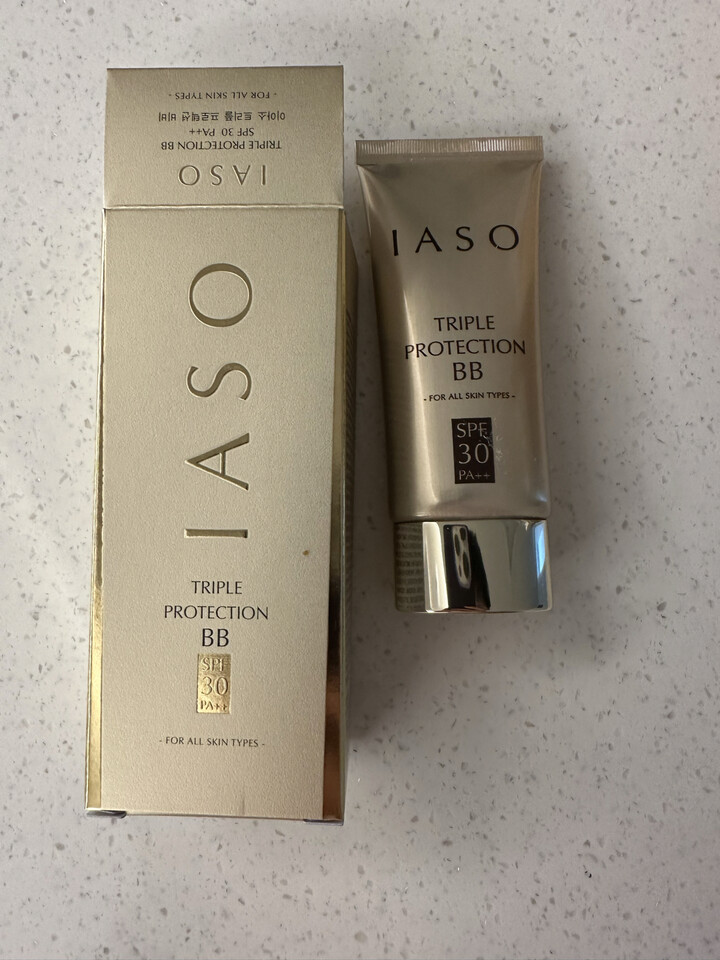 IASO
TRIPLE PROTECTION BB
SPF 30 PA++
이아소 트리플 프로텍션 비비
- FOR ALL SKIN TYPES -
IASO
TRIPLE
PROTECTION
BB
SPF
30
PA++
- FOR ALL SKIN TYPES -
IASO
TRIPLE
PROTECTION
BB
- FOR ALL SKIN TYPES -
SPF
30
PA++